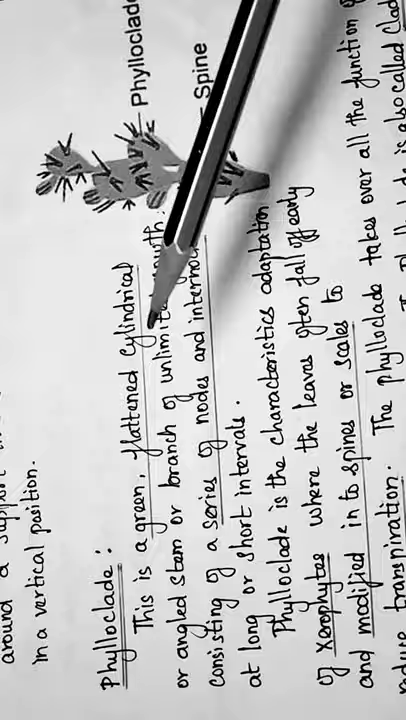 around a support
in a vertical position.
Phylloclade
Spine
Phylloclade :
This is a green, flattened cylindrical
or angled stem or branch of unlimited growth.
consisting of a series of nodes and
at long or short intervals.
Phylloclade is the characteristics adaptation
of xerophytes where the leaves often fall off early
and modified in to spines or scales to
reduce transpiration. The phylloclade takes over all the function of
is also called